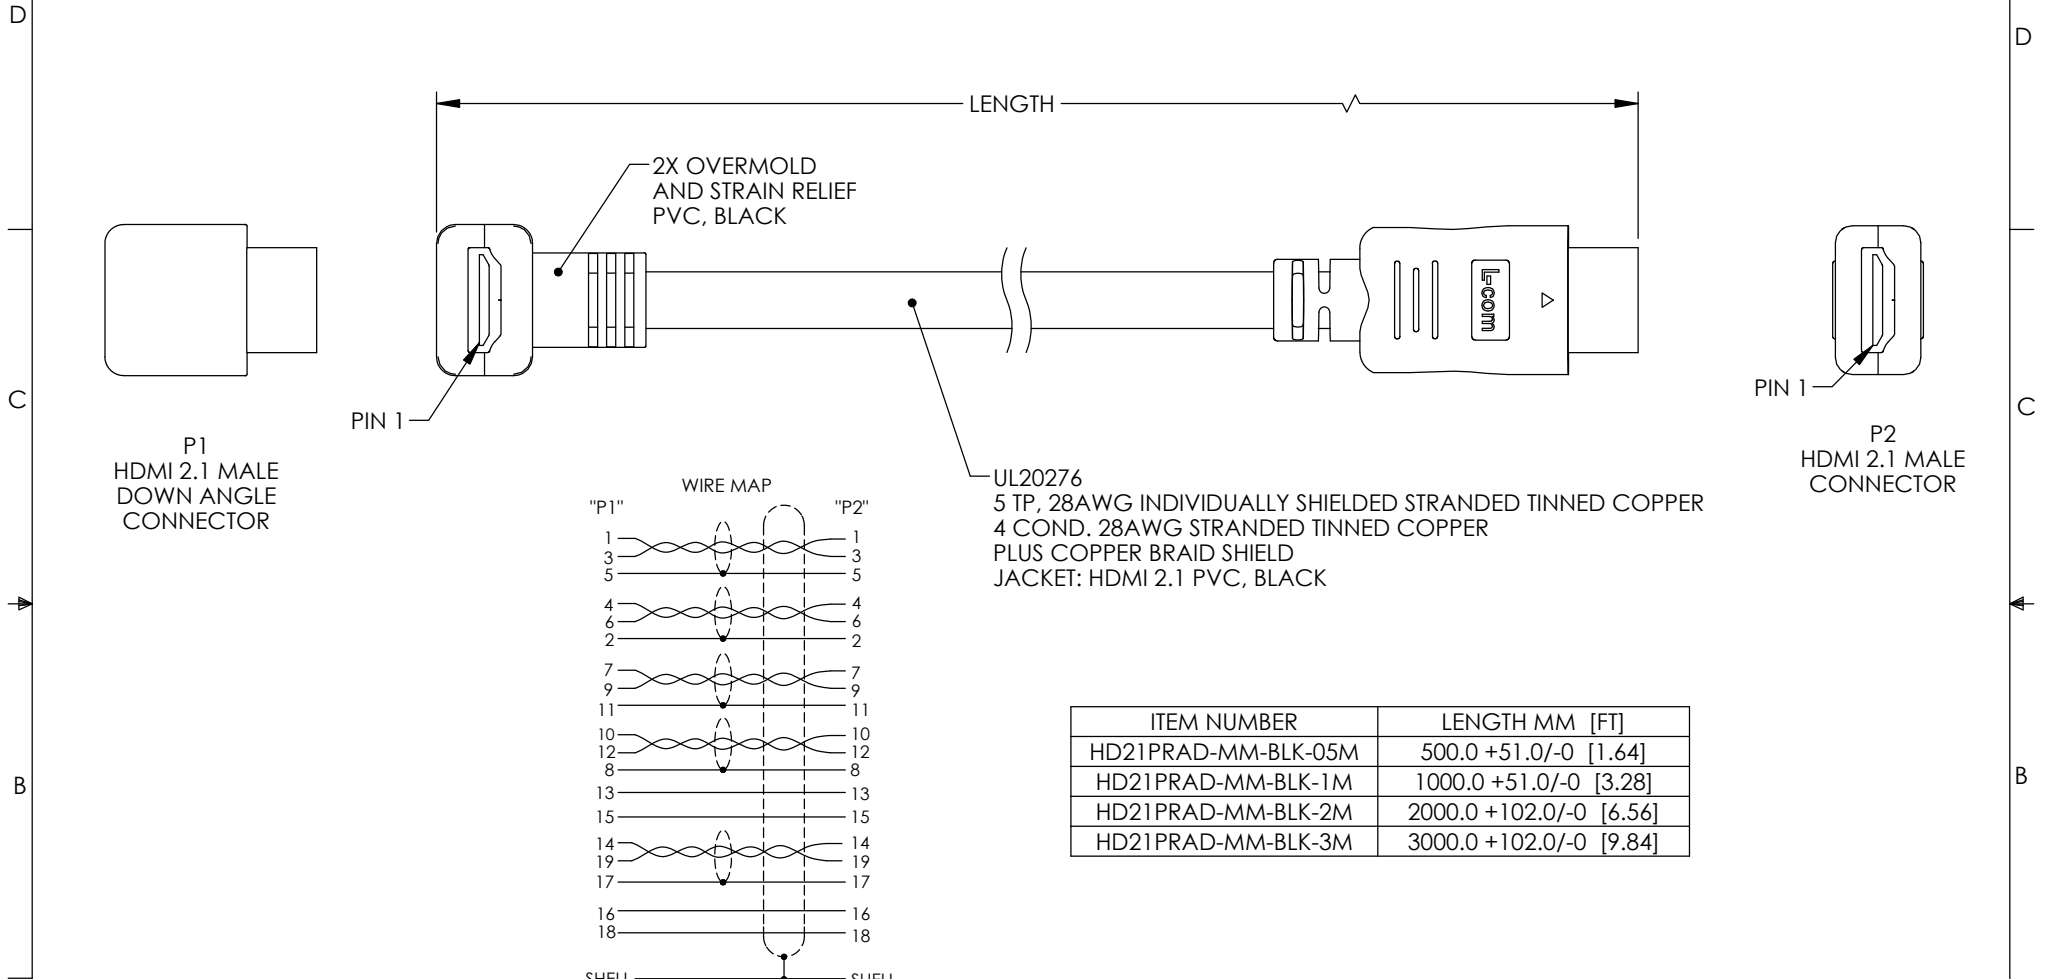 D
D
LENGTH
2X OVERMOLD
AND STRAIN RELIEF
PVC, BLACK
L-com
PIN 1
PIN 1
C
C
P1
HDMI 2.1 MALE
DOWN ANGLE
CONNECTOR
P2
HDMI 2.1 MALE
CONNECTOR
UL20276
5 TP, 28AWG INDIVIDUALLY SHIELDED STRANDED TINNED COPPER
4 COND. 28AWG STRANDED TINNED COPPER
PLUS COPPER BRAID SHIELD
JACKET: HDMI 2.1 PVC, BLACK
WIRE MAP
"P1" "P2"
1 1
3 3
5 5
4 4
6 6
2 2
7 7
9 9
11 11
10 10
12 12
8 8
13 13
15 15
14 14
19 19
17 17
16 16
18 18
SHELL SHELL
ITEM NUMBER LENGTH MM [FT]
HD21PRAD-MM-BLK-05M 500.0 +51.0/-0 [1.64]
HD21PRAD-MM-BLK-1M 1000.0 +51.0/-0 [3.28]
HD21PRAD-MM-BLK-2M 2000.0 +102.0/-0 [6.56]
HD21PRAD-MM-BLK-3M 3000.0 +102.0/-0 [9.84]
B
B